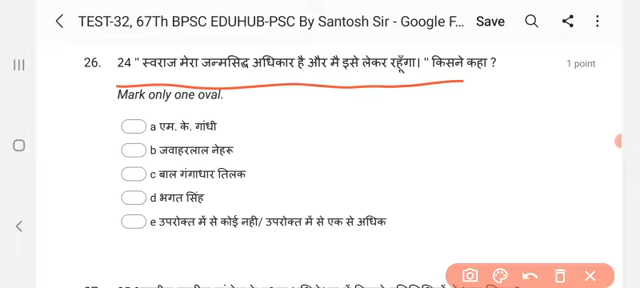 TEST-32, 67Th BPSC EDUHUB-PSC By Santosh Sir - Google F... Save
26. 24 " स्वराज मेरा जन्मसिद्ध अधिकार है और मै इसे लेकर रहूँगा। " किसने कहा ? 1 point
Mark only one oval.
a एम. के. गांधी
b जवाहरलाल नेहरू
c बाल गंगाधार तिलक
d भगत सिंह
e उपरोक्त में से कोई नही/ उपरोक्त में से एक से अधिक